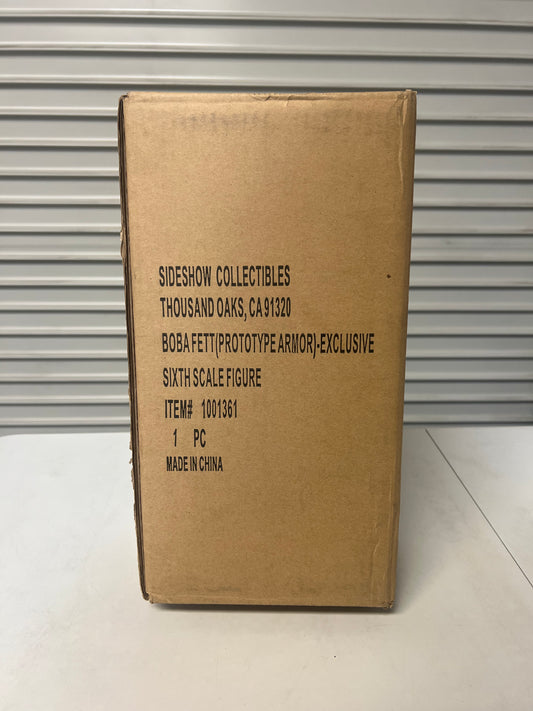 SIDESHOW COLLECTIBLES
THOUSAND OAKS, CA 91320
BOBA FETT(PROTOTYPE ARMOR)-EXCLUSIVE
SIXTH SCALE FIGURE
ITEM# 1001361
1 PC
MADE IN CHINA